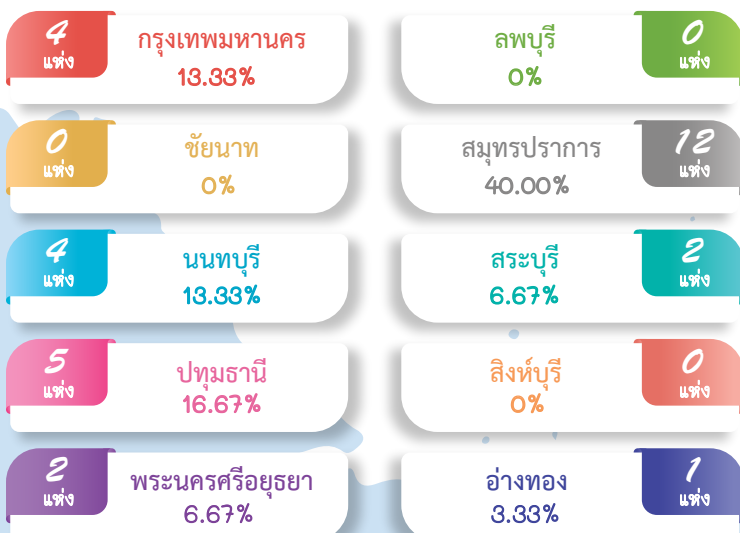 4
แห่ง
กรุงเทพมหานคร
13.33%
ลพบุรี
0%
0
แห่ง
0
แห่ง
ชัยนาท
0%
สมุทรปราการ
40.00%
12
แห่ง
4
แห่ง
นนทบุรี
13.33%
สระบุรี
6.67%
2
แห่ง
5
แห่ง
ปทุมธานี
16.67%
สิงห์บุรี
0%
0
แห่ง
2
แห่ง
พระนครศรีอยุธยา
6.67%
อ่างทอง
3.33%
1
แห่ง